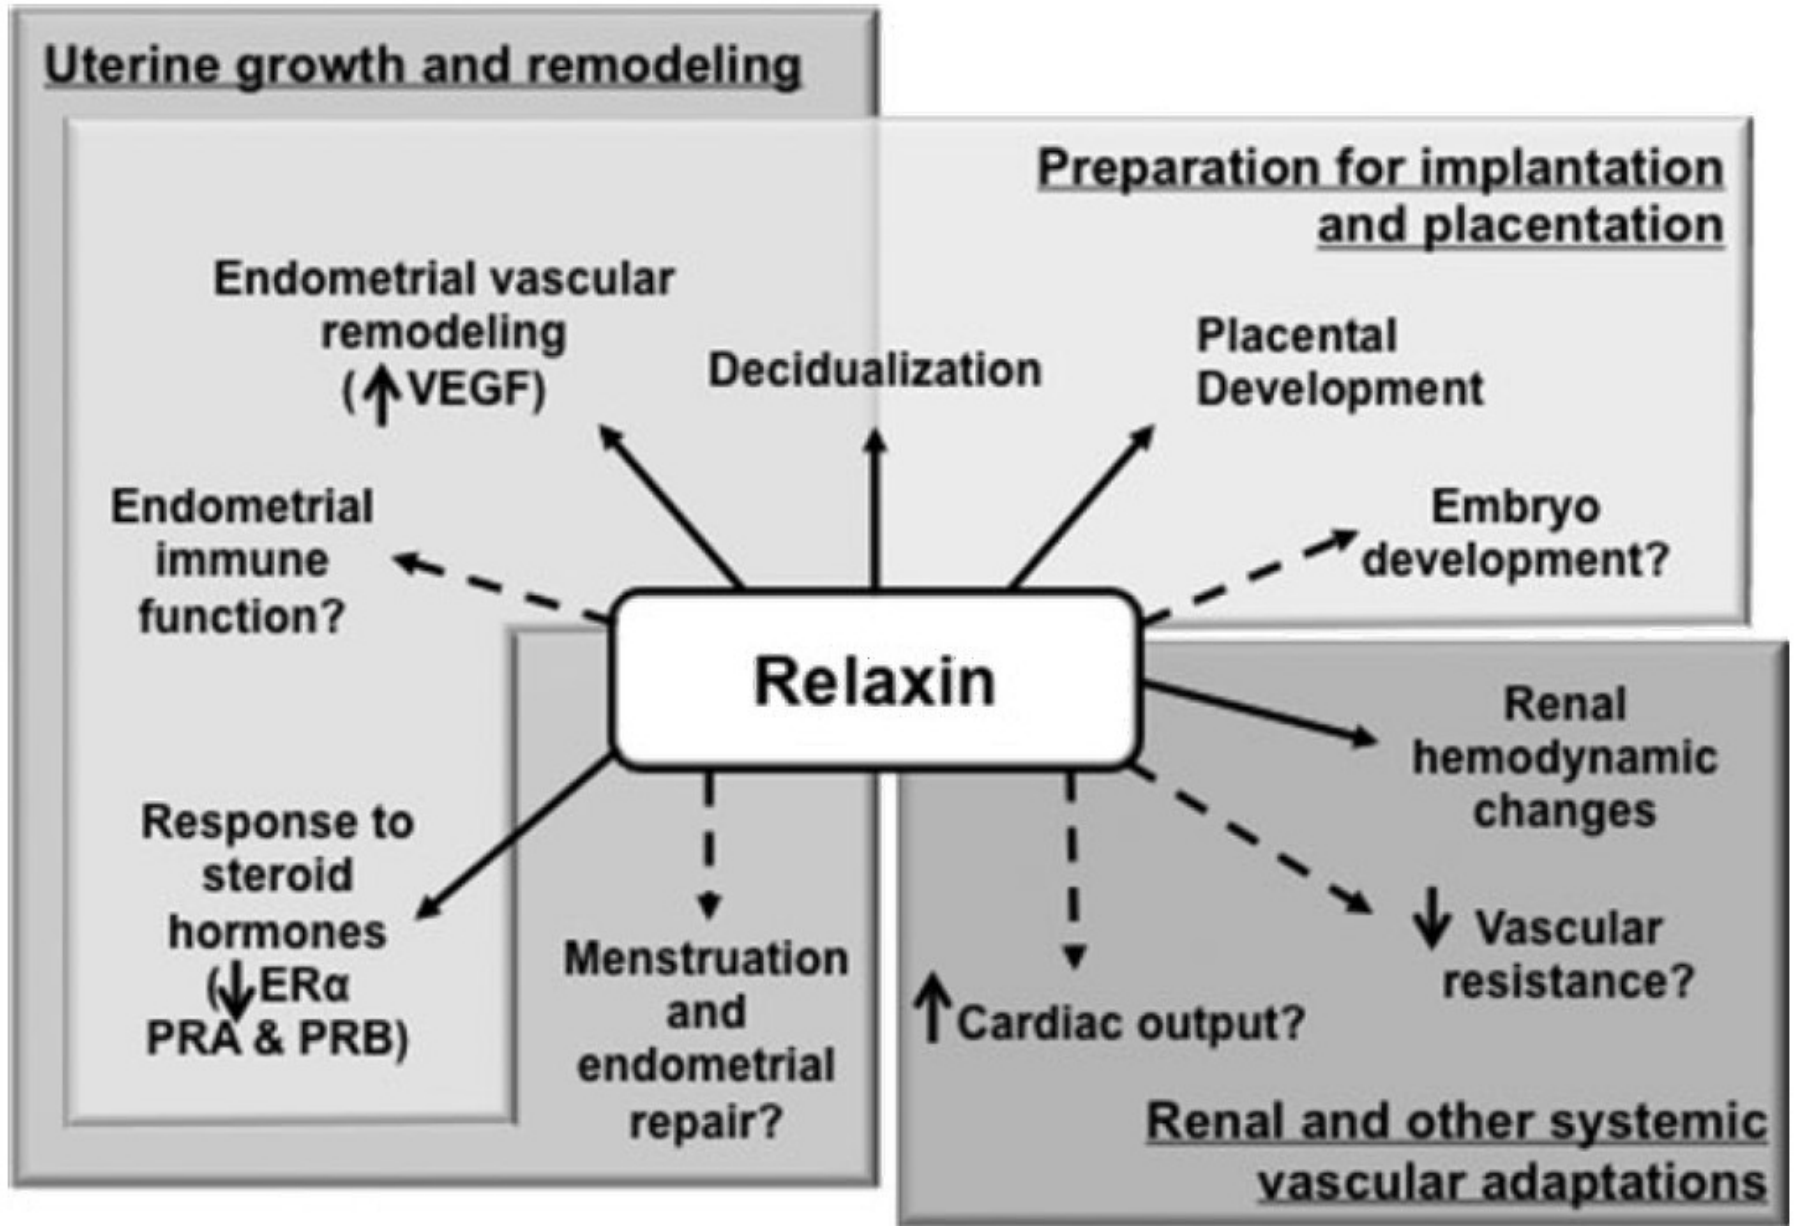 Uterine growth and remodeling
Preparation for implantation
and placentation
Endometrial vascular
remodeling
(↑VEGF)
Decidualization
Placental
Development
Endometrial
immune
function?
Embryo
development?
Relaxin
Renal
hemodynamic
changes
Response to
steroid
hormones
(↓ERα
PRA & PRB)
Menstruation
and
endometrial
repair?
↑Cardiac output?
↓ Vascular
resistance?
Renal and other systemic
vascular adaptations